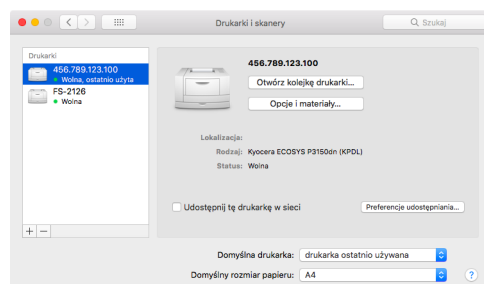 Drukarki i skanery
Szukaj
Drukarki
456.789.123.100
Wolna, ostatnio użyta
FS-2126
Wolna
456.789.123.100
Otwórz kolejkę drukarki...
Opcje i materiały...
Lokalizacja:
Rodzaj: Kyocera ECOSYS P3150dn (KPDL)
Status: Wolna
Udostępnij tę drukarkę w sieci
Preferencje udostępniania...
+ −
Domyślna drukarka: drukarka ostatnio używana
Domyślny rozmiar papieru: A4
?